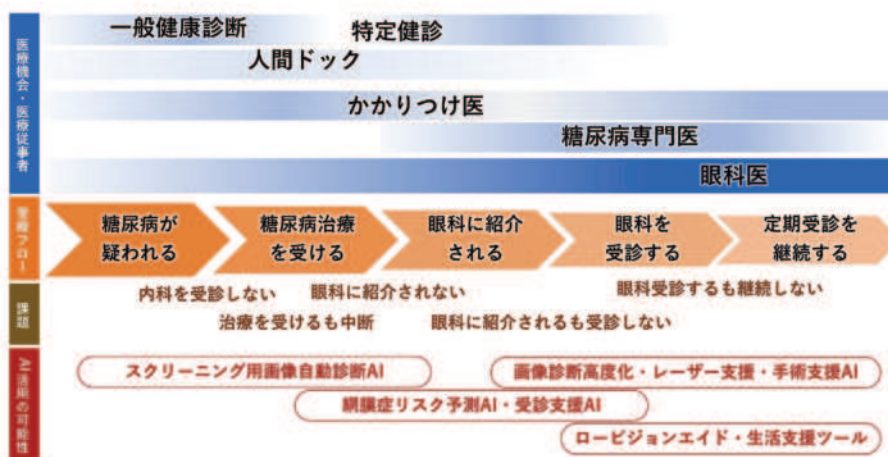 医療機会・医療従事者
一般健康診断
特定健診
人間ドック
かかりつけ医
糖尿病専門医
眼科医
糖尿病が
疑われる
糖尿病治療
を受ける
眼科に紹介
される
眼科を
受診する
定期受診を
継続する
課題
内科を受診しない
眼科に紹介されない
眼科受診するも継続しない
治療を受けるも中断
眼科に紹介されるも受診しない
AI活用の可能性
スクリーニング用画像自動診断AI
画像診断高度化・レーザー支援・手術支援AI
網膜症リスク予測AI・受診支援AI
ロービジョンエイド・生活支援ツール